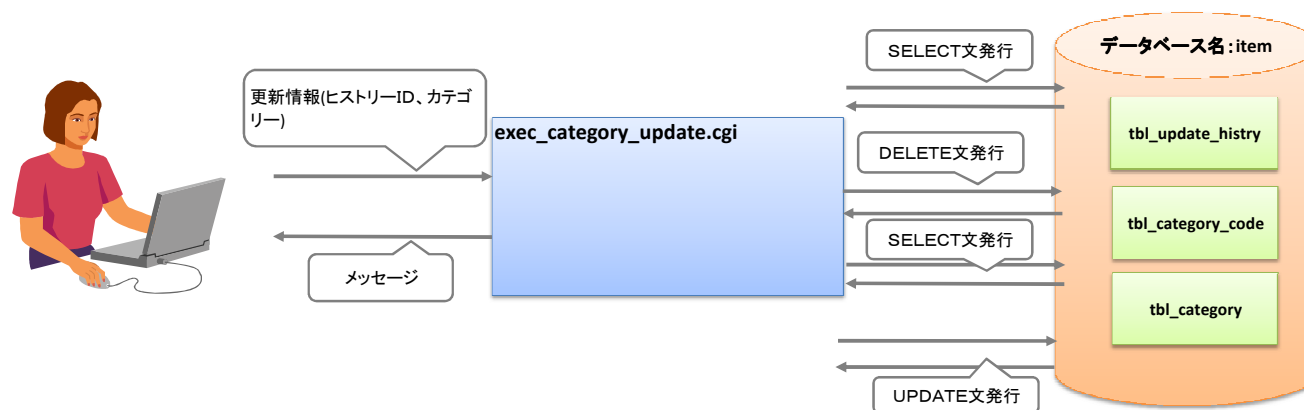 更新情報(ヒストリーID、カテゴ
リー)
exec_category_update.cgi
メッセージ
SELECT文発行
DELETE文発行
SELECT文発行
UPDATE文発行
データベース名:item
tbl_update_histry
tbl_category_code
tbl_category